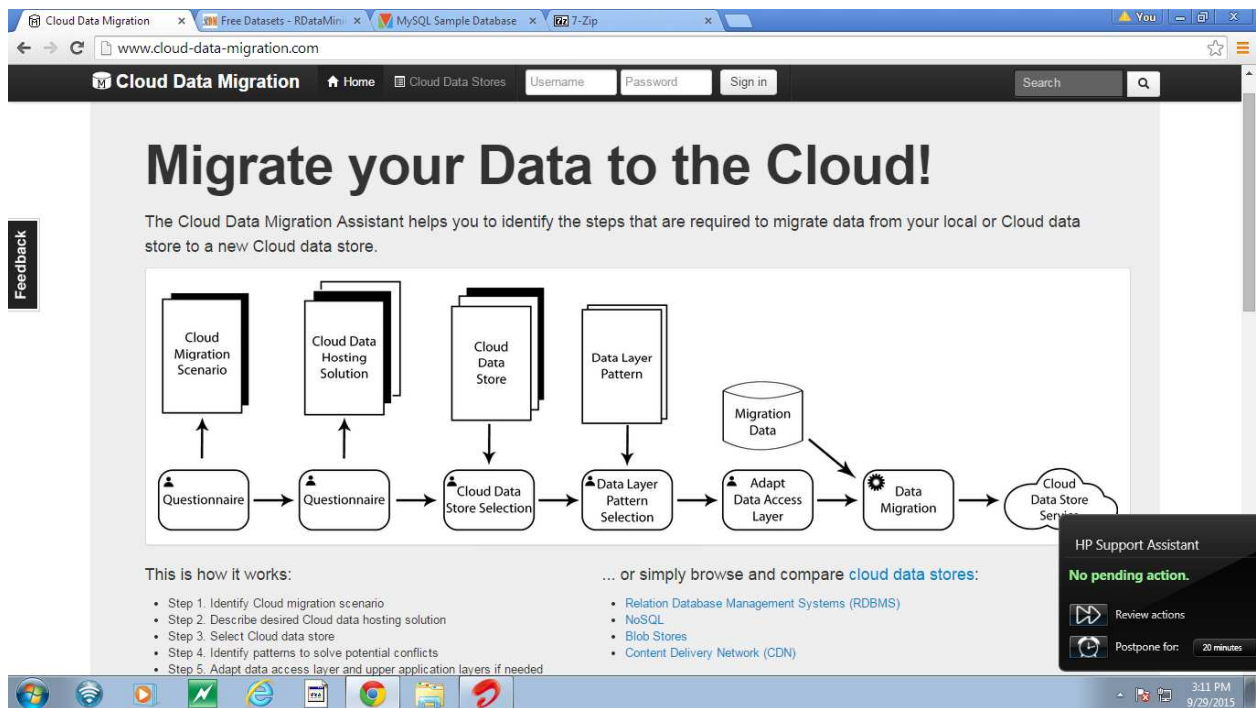 Cloud Data Migration
Free Datasets - RDataMini
MySQL Sample Database
7-Zip
You
www.cloud-data-migration.com
Cloud Data Migration
Home
Cloud Data Stores
Username
Password
Sign in
Search
Migrate your Data to the Cloud!
The Cloud Data Migration Assistant helps you to identify the steps that are required to migrate data from your local or Cloud data
store to a new Cloud data store.
Feedback
Cloud
Migration
Scenario
Cloud Data
Hosting
Solution
Cloud
Data
Store
Data Layer
Pattern
Migration
Data
Questionnaire
Questionnaire
Cloud Data
Store Selection
Data Layer
Pattern
Selection
Adapt
Data Access
Layer
Data
Migration
Cloud
Data Store
Service
This is how it works:
Step 1. Identify Cloud migration scenario
Step 2. Describe desired Cloud data hosting solution
Step 3. Select Cloud data store
Step 4. Identify patterns to solve potential conflicts
Step 5. Adapt data access layer and upper application layers if needed
... or simply browse and compare cloud data stores:
Relation Database Management Systems (RDBMS)
NoSQL
Blob Stores
Content Delivery Network (CDN)
HP Support Assistant
No pending action.
Review actions
Postpone for:
20 minutes
3:11 PM
9/29/2015